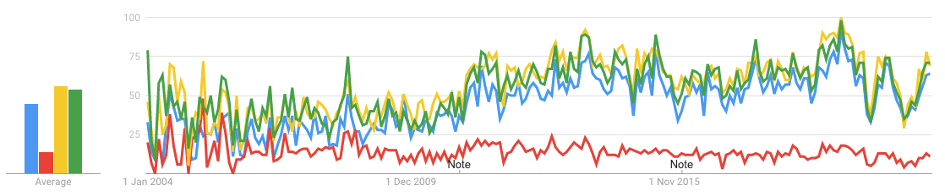 100
75
50
25
Note
Note
Average
1 Jan 2004
1 Dec 2009
1 Nov 2015